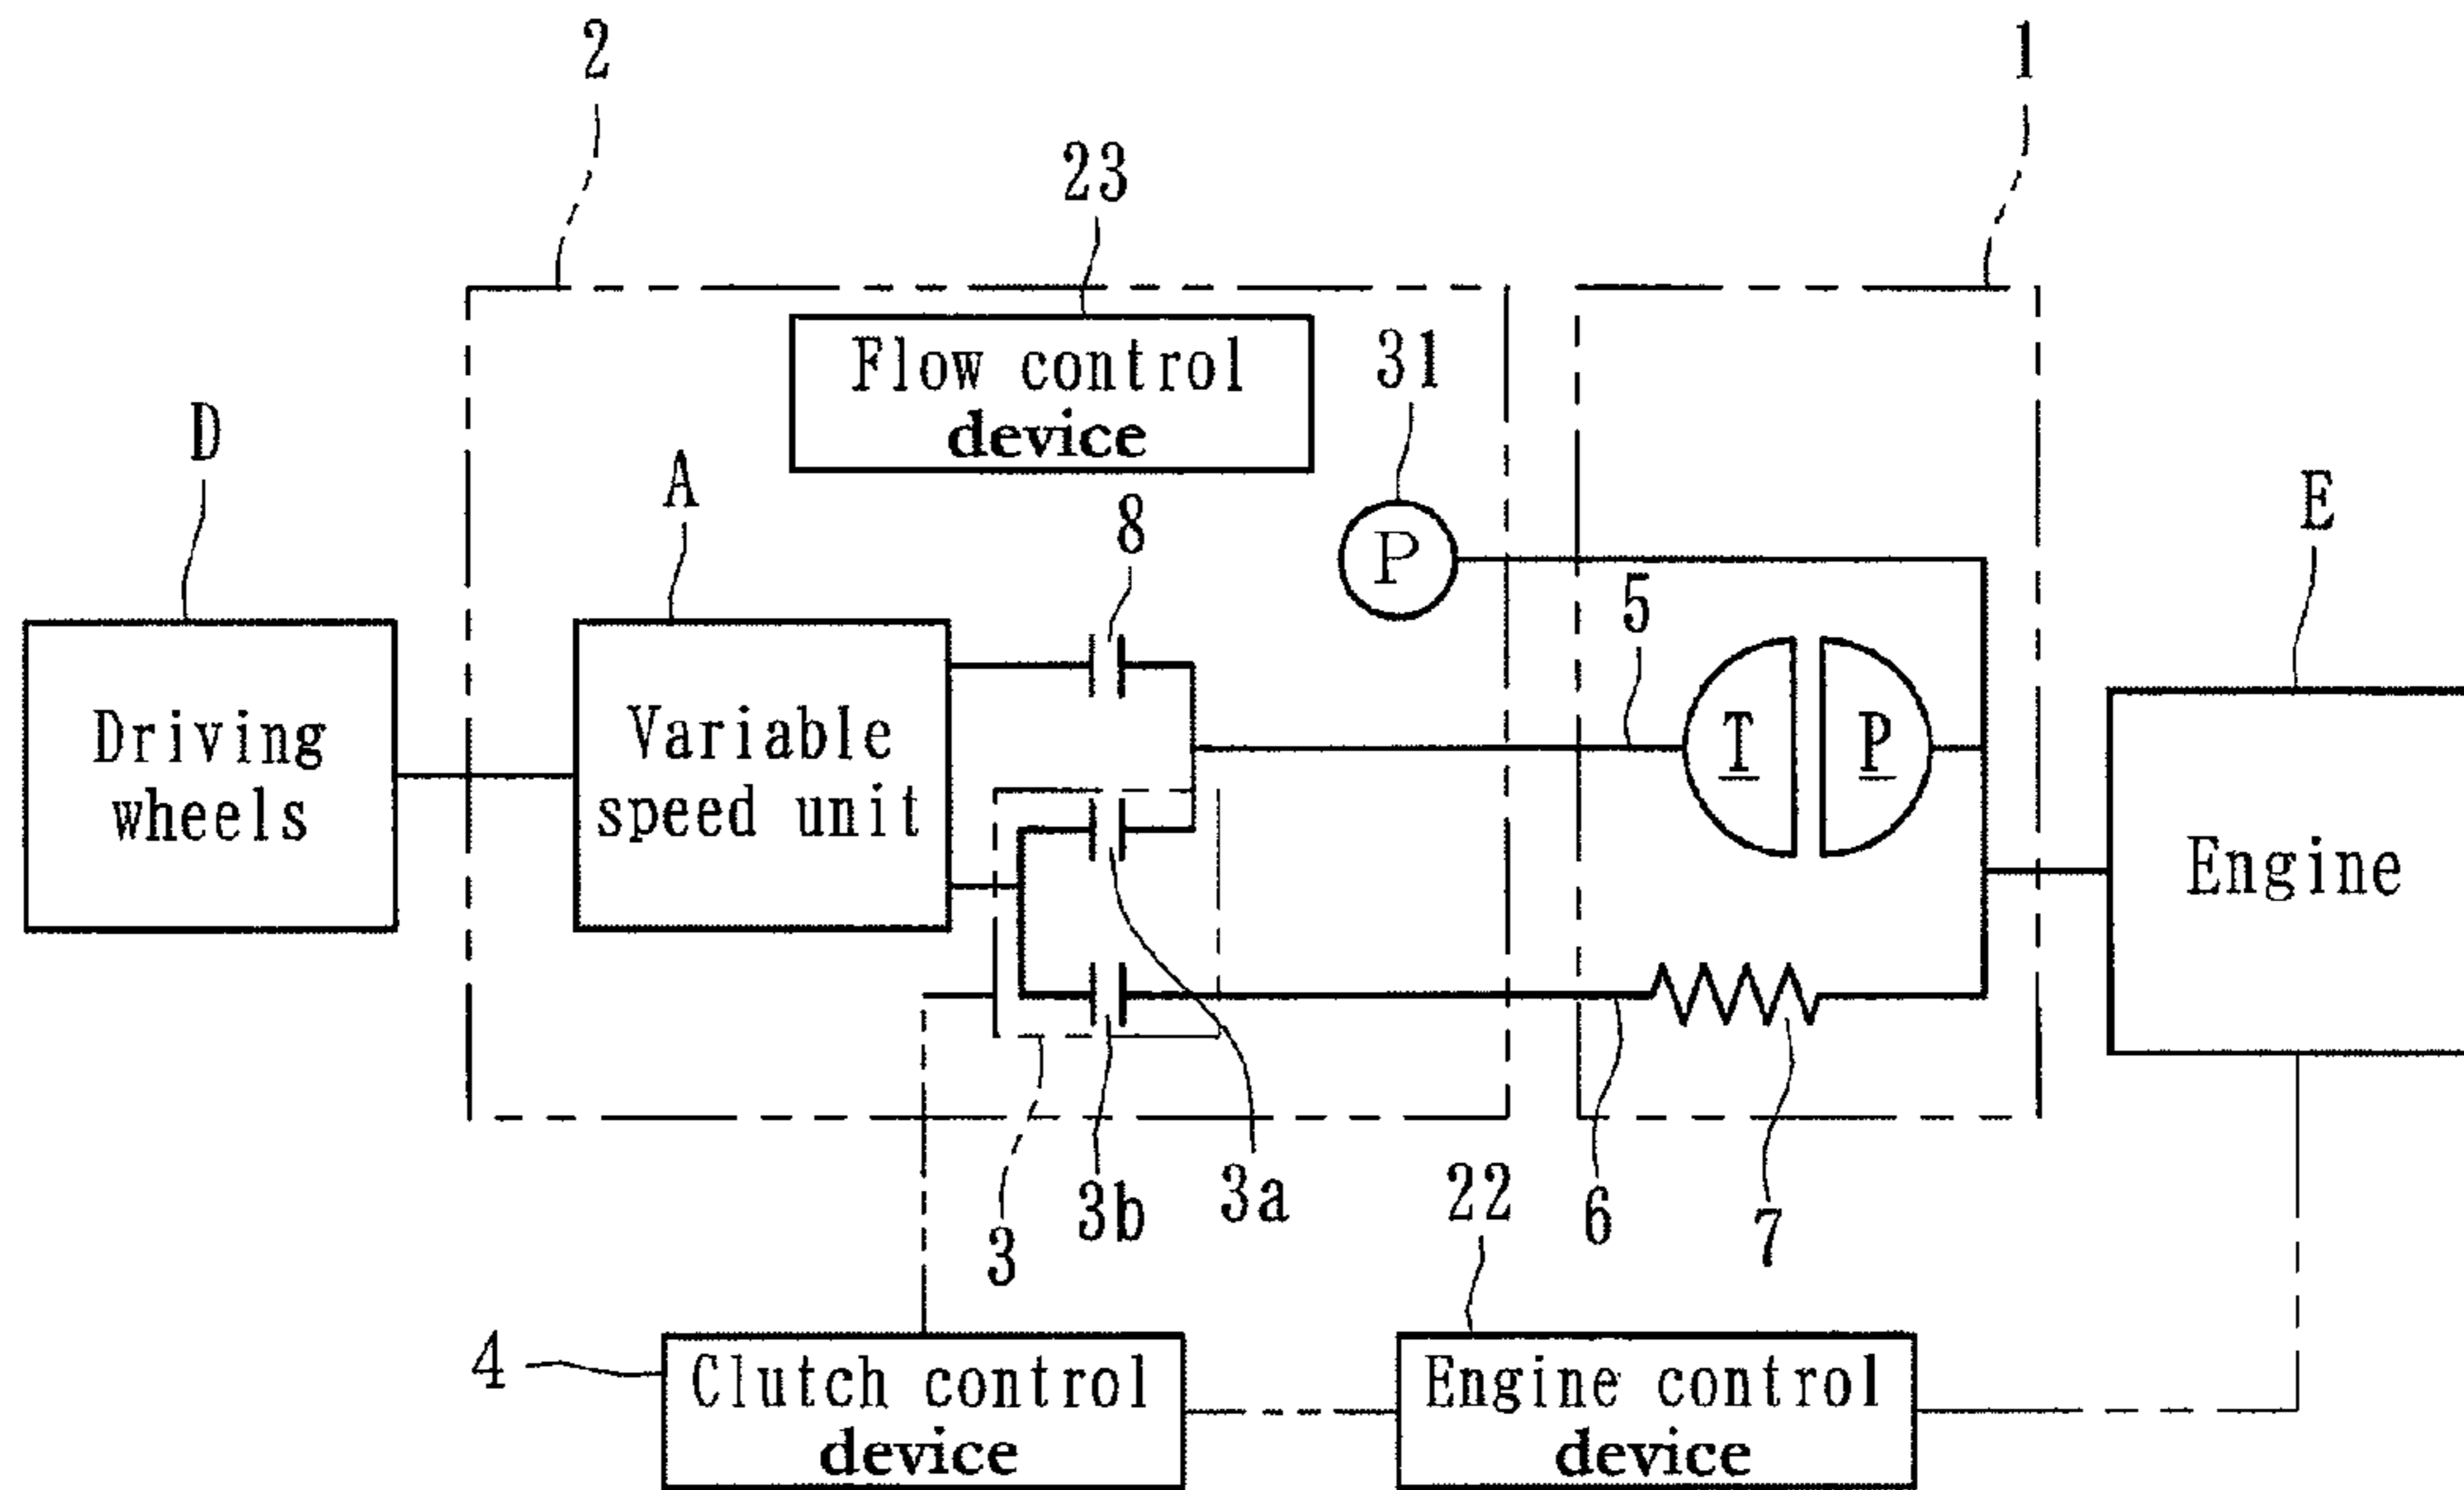 2
1
23
Flow control
device
31
D
A
8
P
E
5
Driving
wheels
Variable
speed unit
T
P
Engine
3
3b
3a
22
6
7
4
Clutch control
device
Engine control
device